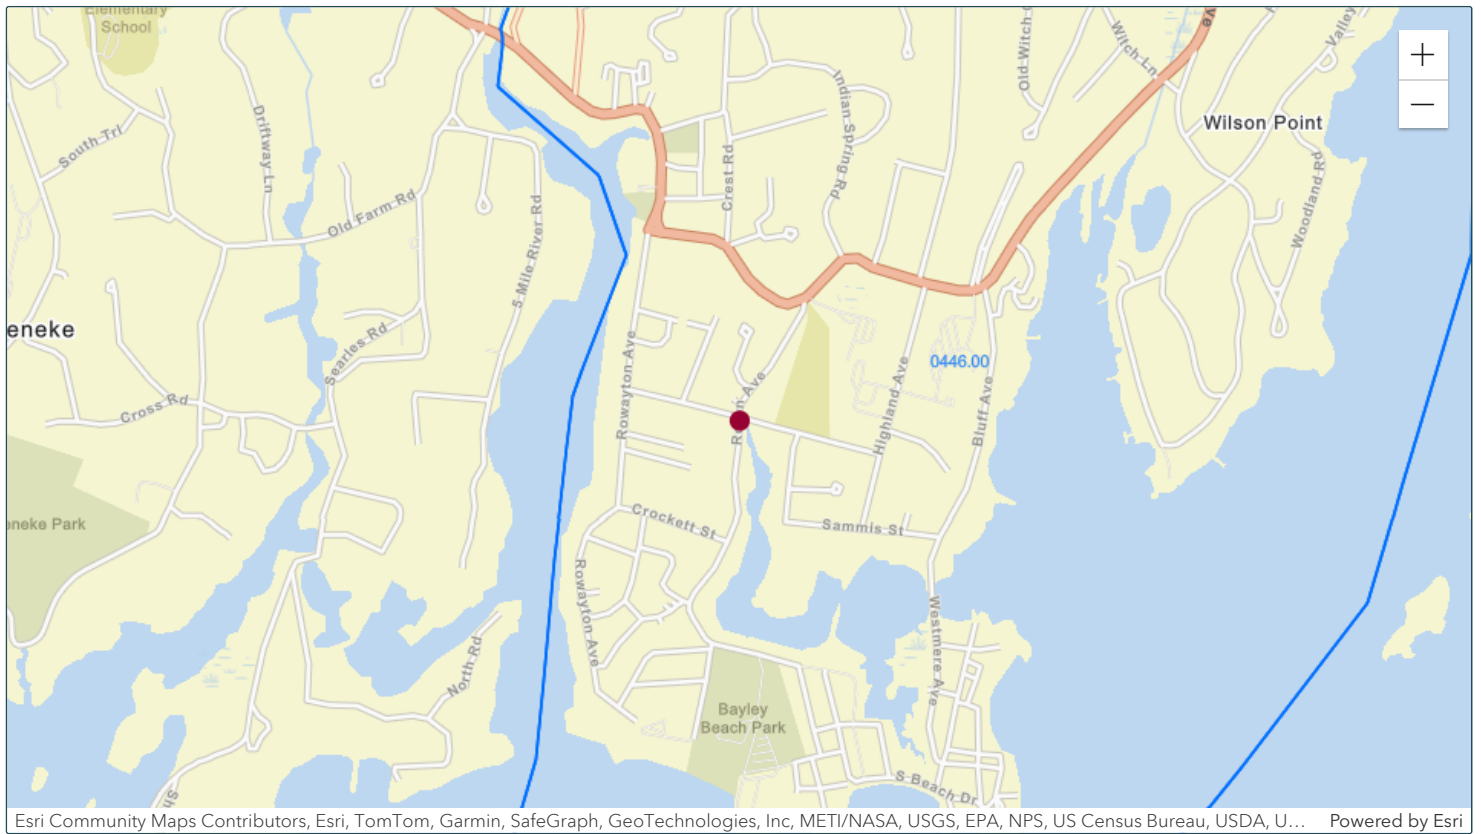 Elementary
School
Ve
Old Witch
Witch Ln
Valley
Indian Spring Rd
Wilson Point
South Trl
Driftway Ln
Crest Rd
Woodland Rd
Old Farm Rd
5 Mile River Rd
eneke
Searles Rd
Rowayton Ave
Ave
0446.00
Highland Ave
Bluff Ave
Cross Rd
eneke Park
Crockett St
Sammis St
Rowayton Ave
Westmere Ave
North Rd
Bayley
Beach Park
S Beach Dr
Sh
Esri Community Maps Contributors, Esri, TomTom, Garmin, SafeGraph, GeoTechnologies, Inc, METI/NASA, USGS, EPA, NPS, US Census Bureau, USDA, U...
Powered by Esri